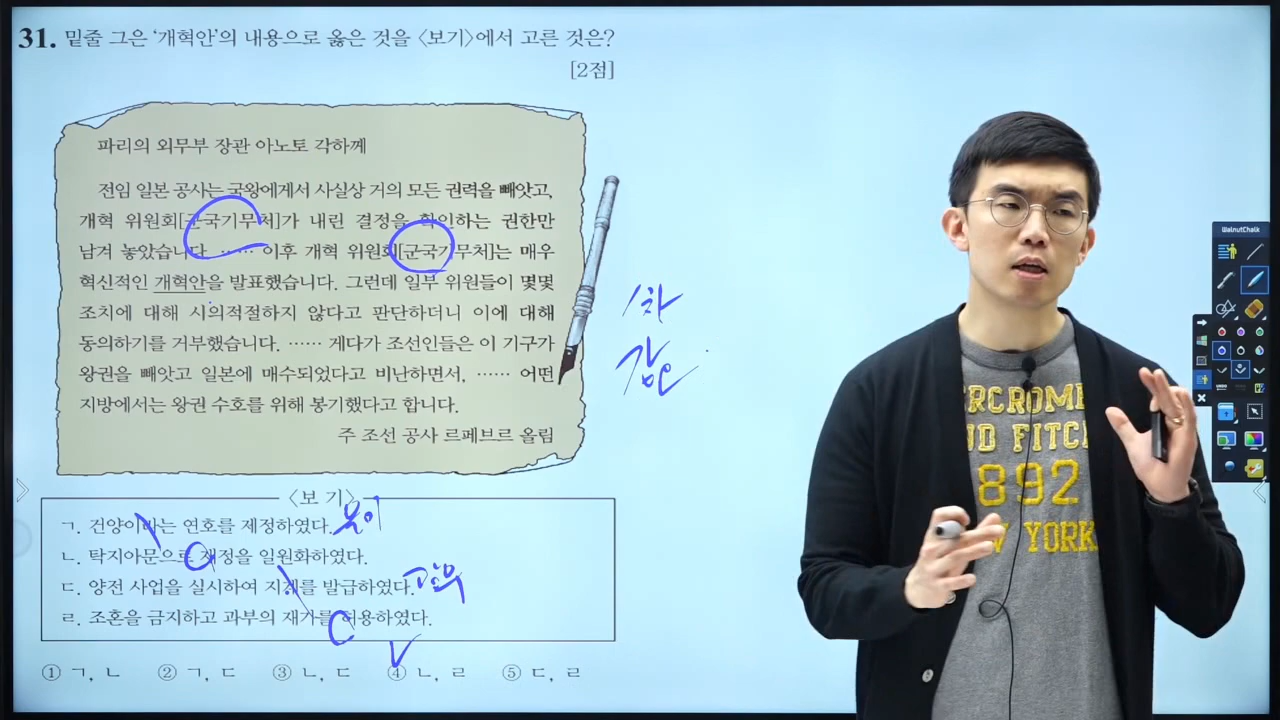 31. 밑줄 그은 '개혁안'의 내용으로 옳은 것을 <보기>에서 고른 것은?
[2점]
파리의 외무부 장관 아노토 각하께
전임 일본 공사는 국왕에게서 사실상 거의 모든 권력을 빼앗고,
개혁 위원회[군국기무처]가 내린 결정을 확인하는 권한만
남겨 놓았습니다. …… 이후 개혁 위원회[군국기무처]는 매우
혁신적인 개혁안을 발표했습니다. 그런데 일부 위원들이 몇몇
조치에 대해 시의적절하지 않다고 판단하더니 이에 대해
동의하기를 거부했습니다. …… 게다가 조선인들은 이 기구가
왕권을 빼앗고 일본에 매수되었다고 비난하면서, …… 어떤
지방에서는 왕권 수호를 위해 봉기했다고 합니다.
주 조선 공사 르페브르 올림
1차
갑오
<보 기>
ㄱ. 건양이라는 연호를 제정하였다. 을미
ㄴ. 탁지아문으로 재정을 일원화하였다.
ㄷ. 양전 사업을 실시하여 지계를 발급하였다. 광무
ㄹ. 조혼을 금지하고 과부의 재가를 허용하였다.
① ㄱ, ㄴ ② ㄱ, ㄷ ③ ㄴ, ㄷ ④ ㄴ, ㄹ ⑤ ㄷ, ㄹ
WalnutChalk
ERCROMB
ND FITCH
892
W YORK